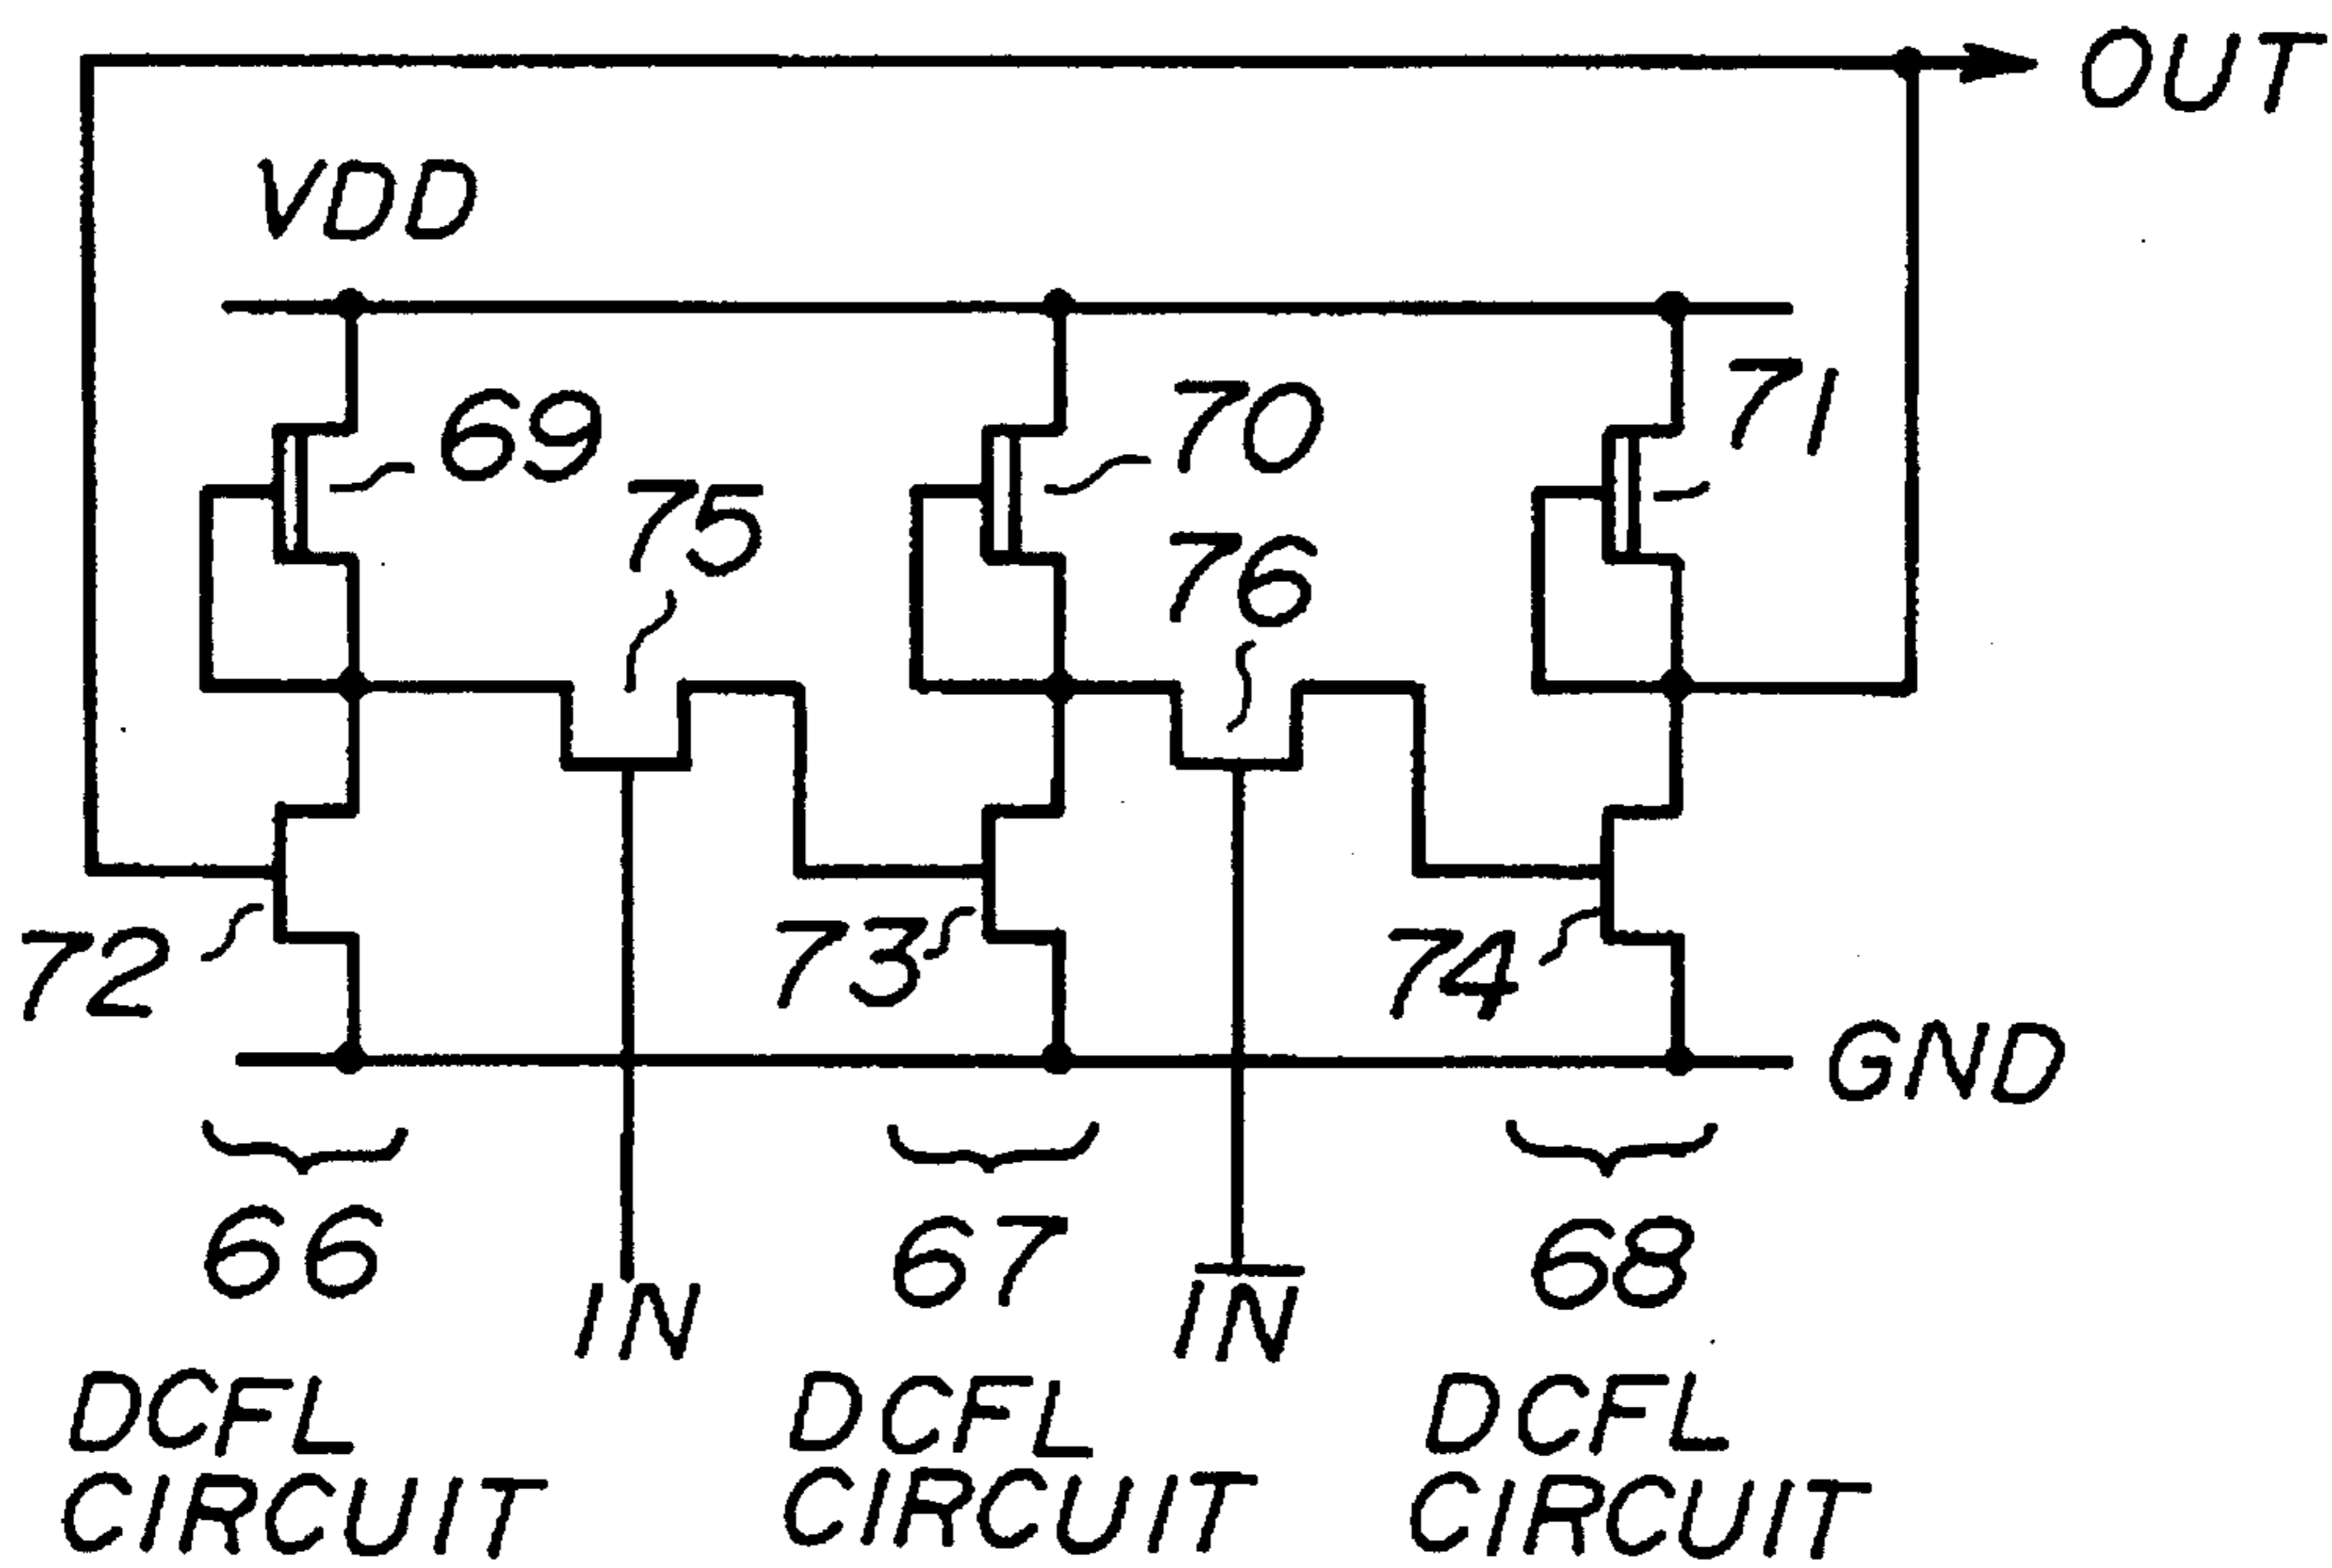 OUT
VDD
69
70
71
75
76
72
73
74
GND
66
67
68
IN
I̅N̅
DCFL
CIRCUIT
DCFL
CIRCUIT
DCFL
CIRCUIT